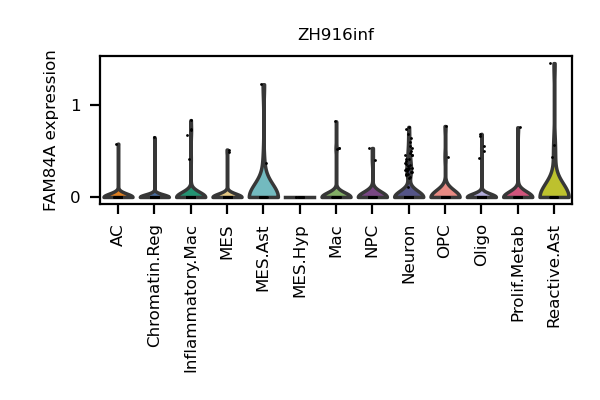 ZH916inf
FAM84A expression
1
0
AC
Chromatin.Reg
Inflammatory.Mac
MES
MES.Ast
MES.Hyp
Mac
NPC
Neuron
OPC
Oligo
Prolif.Metab
Reactive.Ast